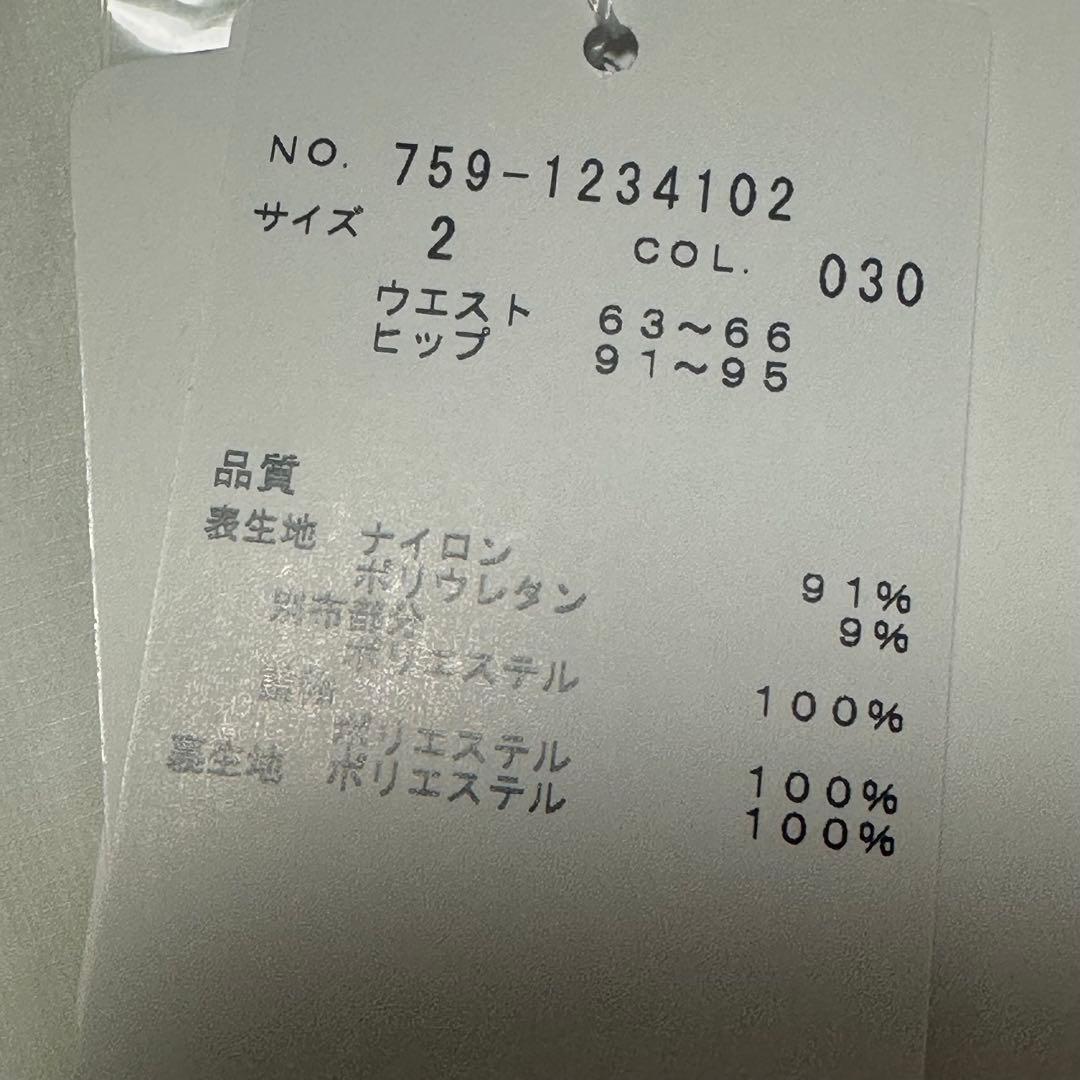 NO. 759-1234102
サイズ 2 COL. 030
ウエスト 63~66
ヒップ 91~95
品質
表生地 ナイロン 91%
ポリウレタン 9%
別布部分
ポリエステル 100%
ポリエステル 100%
裏生地 ポリエステル 100%